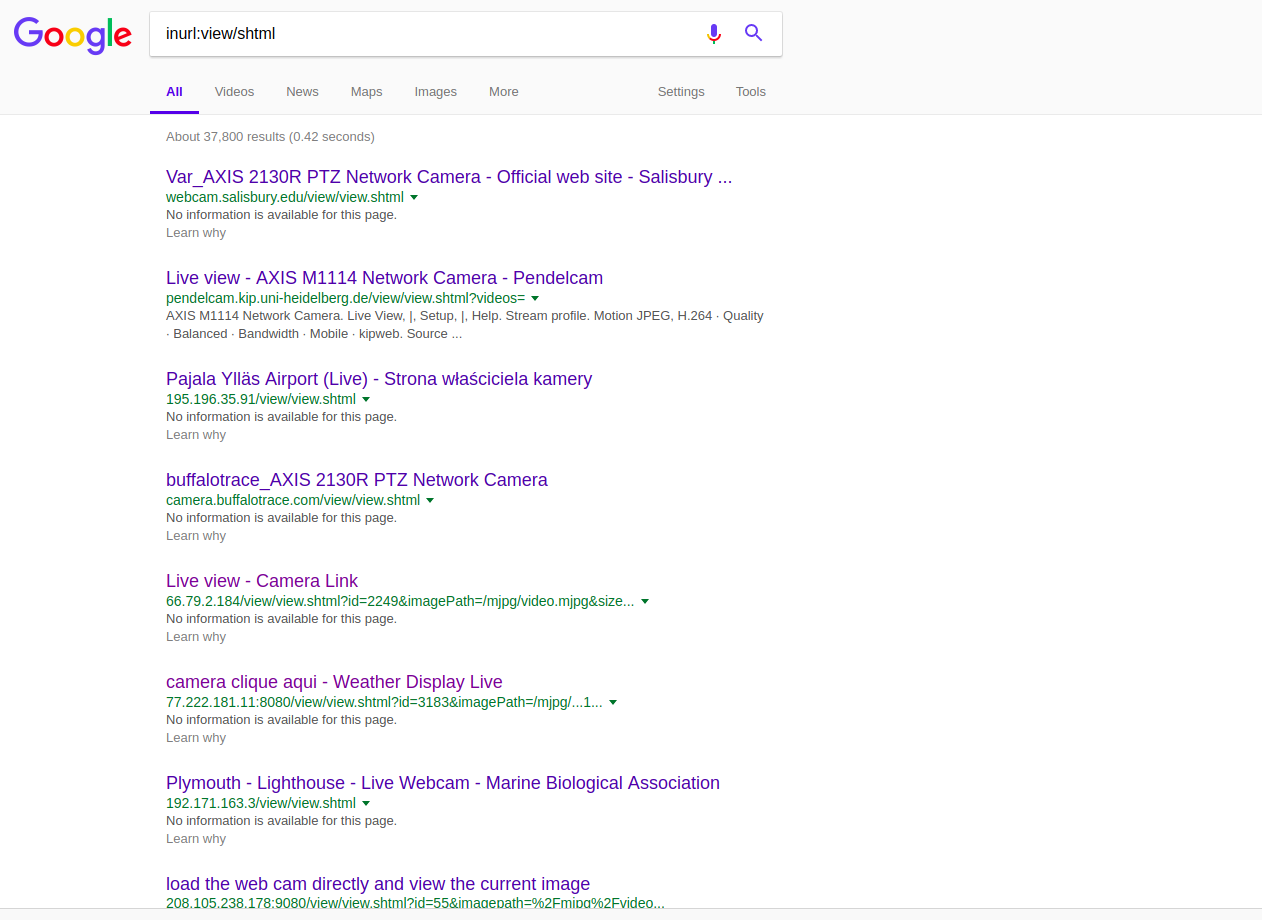 Google
inurl:view/shtml
All Videos News Maps Images More Settings Tools
About 37,800 results (0.42 seconds)
Var_AXIS 2130R PTZ Network Camera - Official web site - Salisbury ...
webcam.salisbury.edu/view/view.shtml
No information is available for this page.
Learn why
Live view - AXIS M1114 Network Camera - Pendelcam
pendelcam.kip.uni-heidelberg.de/view/view.shtml?videos=
AXIS M1114 Network Camera. Live View, |, Setup, |, Help. Stream profile. Motion JPEG, H.264 · Quality
· Balanced · Bandwidth · Mobile · kipweb. Source ...
Pajala Ylläs Airport (Live) - Strona właściciela kamery
195.196.35.91/view/view.shtml
No information is available for this page.
Learn why
buffalotrace_AXIS 2130R PTZ Network Camera
camera.buffalotrace.com/view/view.shtml
No information is available for this page.
Learn why
Live view - Camera Link
66.79.2.184/view/view.shtml?id=2249&imagePath=/mjpg/video.mjpg&size...
No information is available for this page.
Learn why
camera clique aqui - Weather Display Live
77.222.181.11:8080/view/view.shtml?id=3183&imagePath=/mjpg/...1...
No information is available for this page.
Learn why
Plymouth - Lighthouse - Live Webcam - Marine Biological Association
192.171.163.3/view/view.shtml
No information is available for this page.
Learn why
load the web cam directly and view the current image
208.105.238.178:9080/view/view.shtml?id=55&imagepath=%2Fmjpg%2Fvideo...